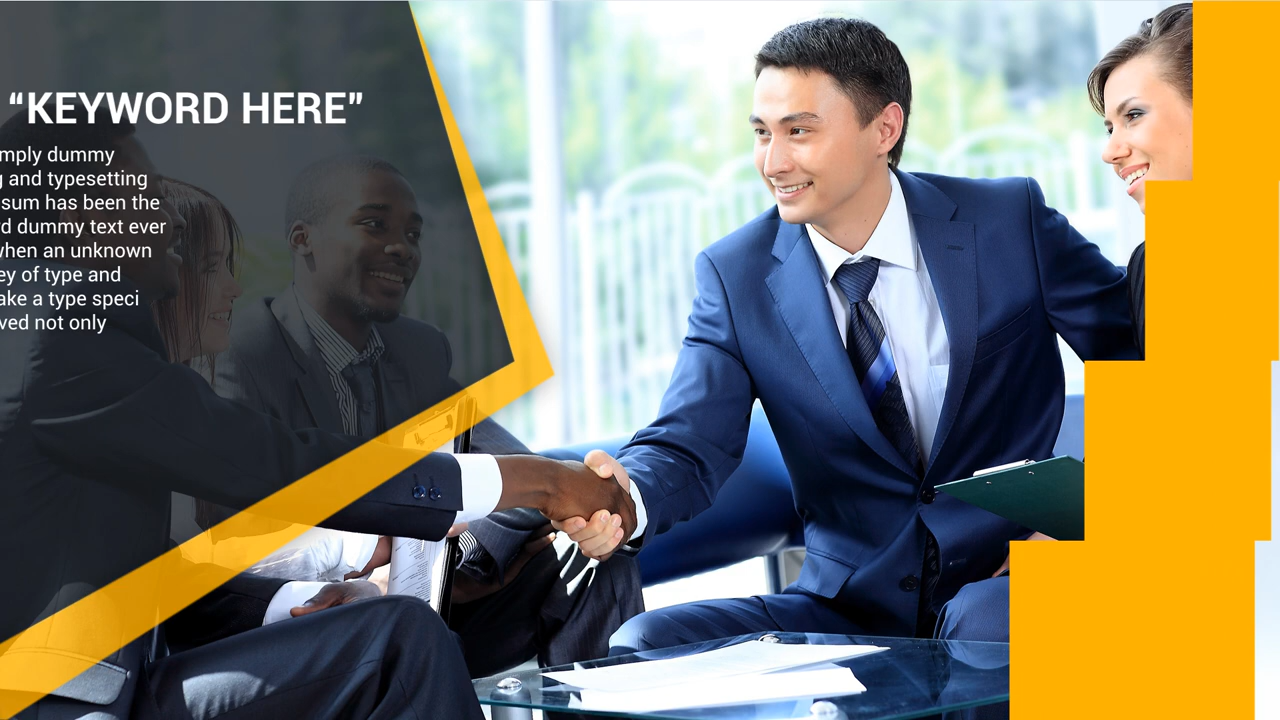 “KEYWORD HERE”
mply dummy
g and typesetting
sum has been the
d dummy text ever
when an unknown
ey of type and
ake a type speci
ved not only